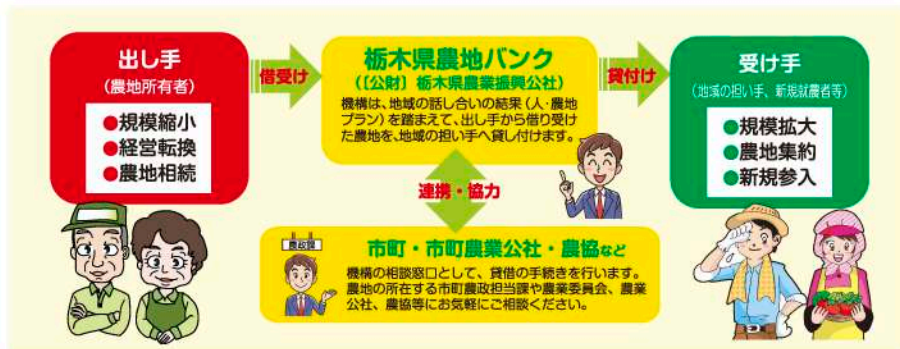 出し手
（農地所有者）
●規模縮小
●経営転換
●農地相続
借受け
栃木県農地バンク
（〔公財〕栃木県農業振興公社）
機構は、地域の話し合いの結果（人・農地
プラン）を踏まえて、出し手から借り受け
た農地を、地域の担い手へ貸し付けます。
貸付け
受け手
（地域の担い手、新規就農者等）
●規模拡大
●農地集約
●新規参入
連携・協力
農政課
市町・市町農業公社・農協など
機構の相談窓口として、貸借の手続きを行います。
農地の所在する市町農政担当課や農業委員会、農業
公社、農協等にお気軽にご相談ください。